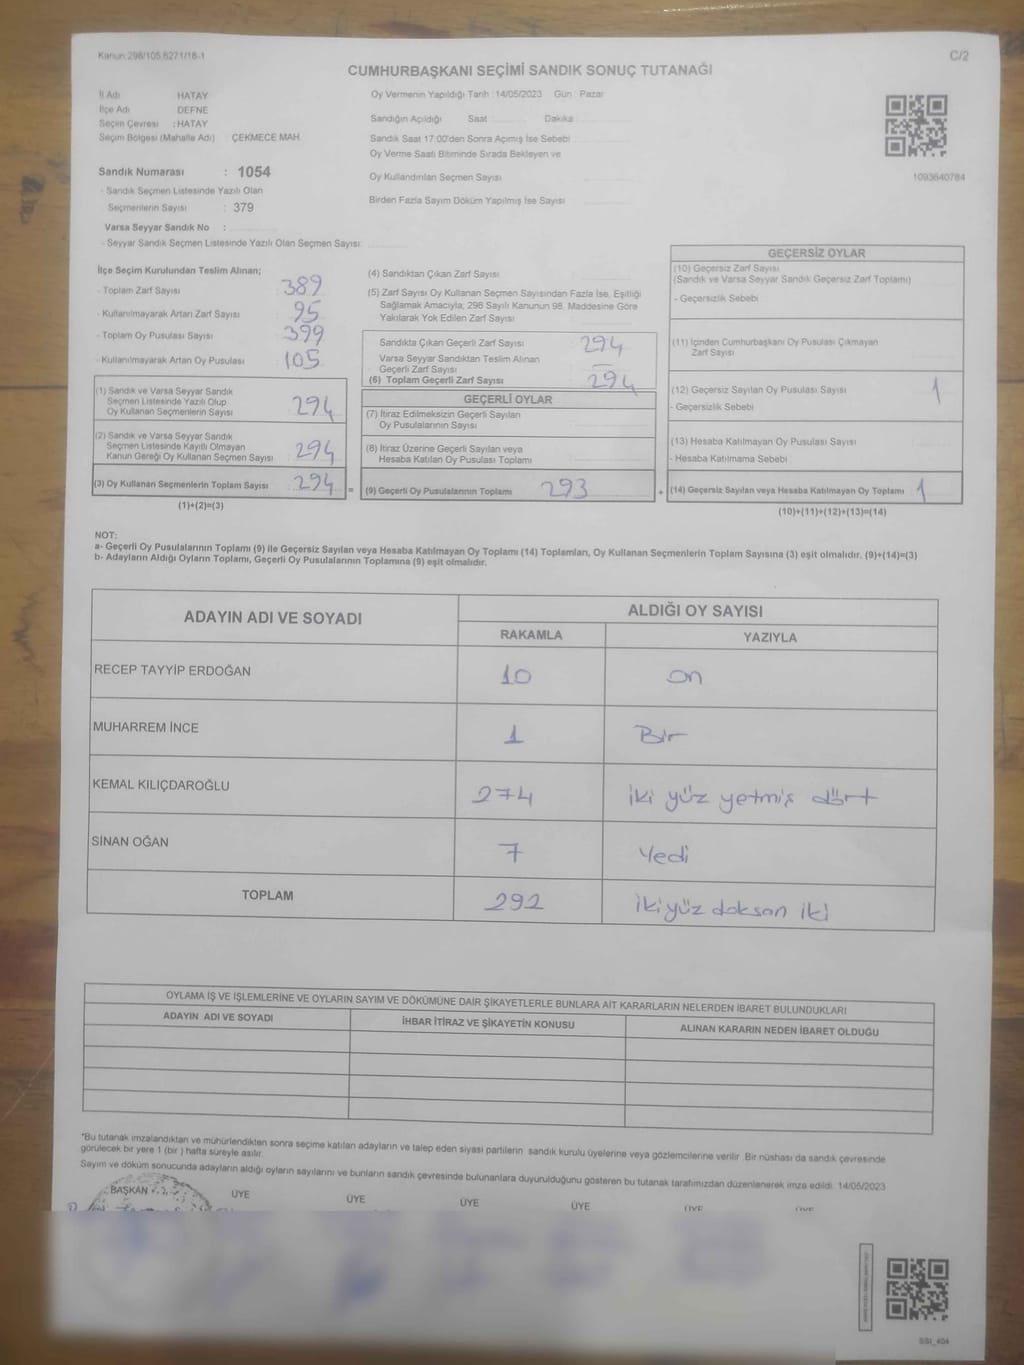 Kanun 298/105,6271/18-1
C/2
CUMHURBAŞKANI SEÇİMİ SANDIK SONUÇ TUTANAĞI
İl Adı HATAY
İlçe Adı DEFNE
Seçim Çevresi : HATAY
Seçim Bölgesi (Mahalle Adı) ÇEKMECE MAH.
Oy Vermenin Yapıldığı Tarih : 14/05/2023 Gün : Pazar
Sandığın Açıldığı Saat Dakika
Sandık Saat 17:00'den Sonra Açımış İse Sebebi
Oy Verme Saati Bitiminde Sırada Bekleyen ve
Oy Kullandırılan Seçmen Sayısı
Birden Fazla Sayım Döküm Yapılmış İse Sayısı
1093640784
Sandık Numarası : 1054
- Sandık Seçmen Listesinde Yazılı Olan
Seçmenlerin Sayısı : 379
Varsa Seyyar Sandık No :
- Seyyar Sandık Seçmen Listesinde Yazılı Olan Seçmen Sayısı:
İlçe Seçim Kurulundan Teslim Alınan;
- Toplam Zarf Sayısı 389
- Kullanılmayarak Artan Zarf Sayısı 95
- Toplam Oy Pusulası Sayısı 399
- Kullanılmayarak Artan Oy Pusulası 105
(1) Sandık ve Varsa Seyyar Sandık
Seçmen Listesinde Yazılı Olup
Oy Kullanan Seçmenlerin Sayısı 294
(2) Sandık ve Varsa Seyyar Sandık
Seçmen Listesinde Kayıtlı Olmayan
Kanun Gereği Oy Kullanan Seçmen Sayısı 294
(3) Oy Kullanan Seçmenlerin Toplam Sayısı 294 =
(1)+(2)=(3)
(4) Sandıktan Çıkan Zarf Sayısı
(5) Zarf Sayısı Oy Kullanan Seçmen Sayısından Fazla İse, Eşitliği
Sağlamak Amacıyla, 298 Sayılı Kanunun 98. Maddesine Göre
Yakılarak Yok Edilen Zarf Sayısı
Sandıkta Çıkan Geçerli Zarf Sayısı 294
Varsa Seyyar Sandıktan Teslim Alınan
Geçerli Zarf Sayısı —
(6) Toplam Geçerli Zarf Sayısı 294
GEÇERLİ OYLAR
(7) İtiraz Edilmeksizin Geçerli Sayılan
Oy Pusulalarının Sayısı
(8) İtiraz Üzerine Geçerli Sayılan veya
Hesaba Katılan Oy Pusulası Toplamı
(9) Geçerli Oy Pusulalarının Toplamı 293 +
GEÇERSİZ OYLAR
(10) Geçersiz Zarf Sayısı
(Sandık ve Varsa Seyyar Sandık Geçersiz Zarf Toplamı)
- Geçersizlik Sebebi
(11) İçinden Cumhurbaşkanı Oy Pusulası Çıkmayan
Zarf Sayısı
(12) Geçersiz Sayılan Oy Pusulası Sayısı 1
- Geçersizlik Sebebi
(13) Hesaba Katılmayan Oy Pusulası Sayısı
- Hesaba Katılmama Sebebi
(14) Geçersiz Sayılan veya Hesaba Katılmayan Oy Toplamı 1
(10)+(11)+(12)+(13)=(14)
NOT:
a- Geçerli Oy Pusulalarının Toplamı (9) ile Geçersiz Sayılan veya Hesaba Katılmayan Oy Toplamı (14) Toplamları, Oy Kullanan Seçmenlerin Toplam Sayısına (3) eşit olmalıdır. (9)+(14)=(3)
b- Adayların Aldığı Oyların Toplamı, Geçerli Oy Pusulalarının Toplamına (9) eşit olmalıdır.
ADAYIN ADI VE SOYADI ALDIĞI OY SAYISI
RAKAMLA YAZIYLA
RECEP TAYYİP ERDOĞAN 10 on
MUHARREM İNCE 1 Bir
KEMAL KILIÇDAROĞLU 274 iki yüz yetmiş dört
SİNAN OĞAN 7 Yedi
TOPLAM 292 iki yüz doksan iki
OYLAMA İŞ VE İŞLEMLERİNE VE OYLARIN SAYIM VE DÖKÜMÜNE DAİR ŞİKAYETLERLE BUNLARA AİT KARARLARIN NELERDEN İBARET BULUNDUKLARI
ADAYIN ADI VE SOYADI İHBAR İTİRAZ VE ŞİKAYETİN KONUSU ALINAN KARARIN NEDEN İBARET OLDUĞU
"Bu tutanak imzalandıktan ve mühürlendikten sonra seçime katılan adayların ve talep eden siyasi partilerin sandık kurulu üyelerine veya gözlemcilerine verilir. Bir nüshası da sandık çevresinde
görülecek bir yere 1 (bir ) hafta süreyle asılır.
Sayım ve döküm sonucunda adayların aldığı oyların sayılarını ve bunların sandık çevresinde bulunanlara duyurulduğunu gösteren bu tutanak tarafımızdan düzenlenerek imza edildi. 14/05/2023
BAŞKAN ÜYE ÜYE ÜYE ÜYE ÜYE ÜYE
SSI_404